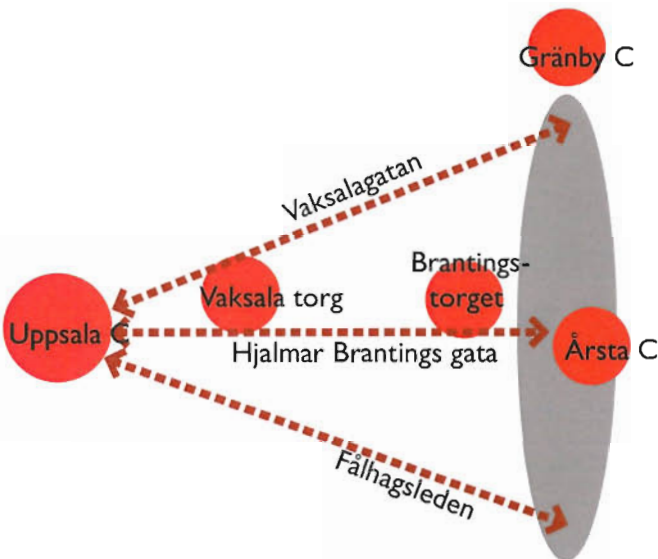 Gränby C
Vaksalagatan
Brantings-
torget
Vaksala torg
Uppsala C
Hjalmar Brantings gata
Årsta C
Fålhagsleden